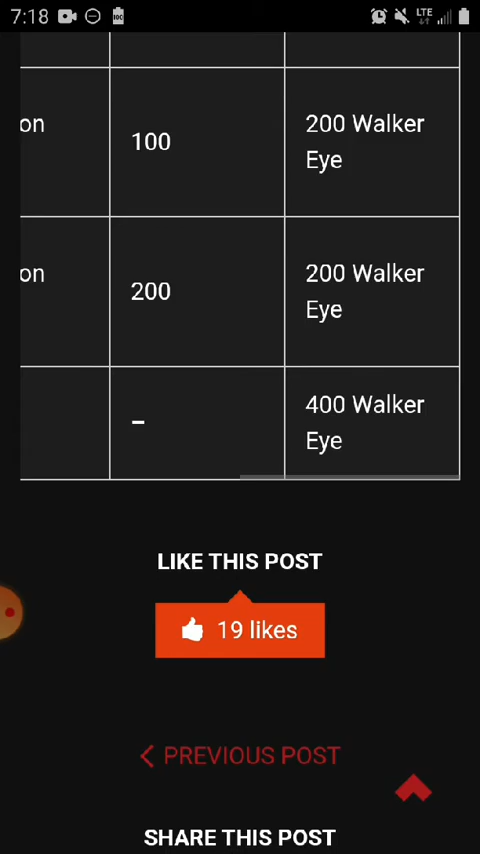 7:18
100
LTE
on
100
200 Walker
Eye
on
200
200 Walker
Eye
-
400 Walker
Eye
LIKE THIS POST
19 likes
PREVIOUS POST
SHARE THIS POST